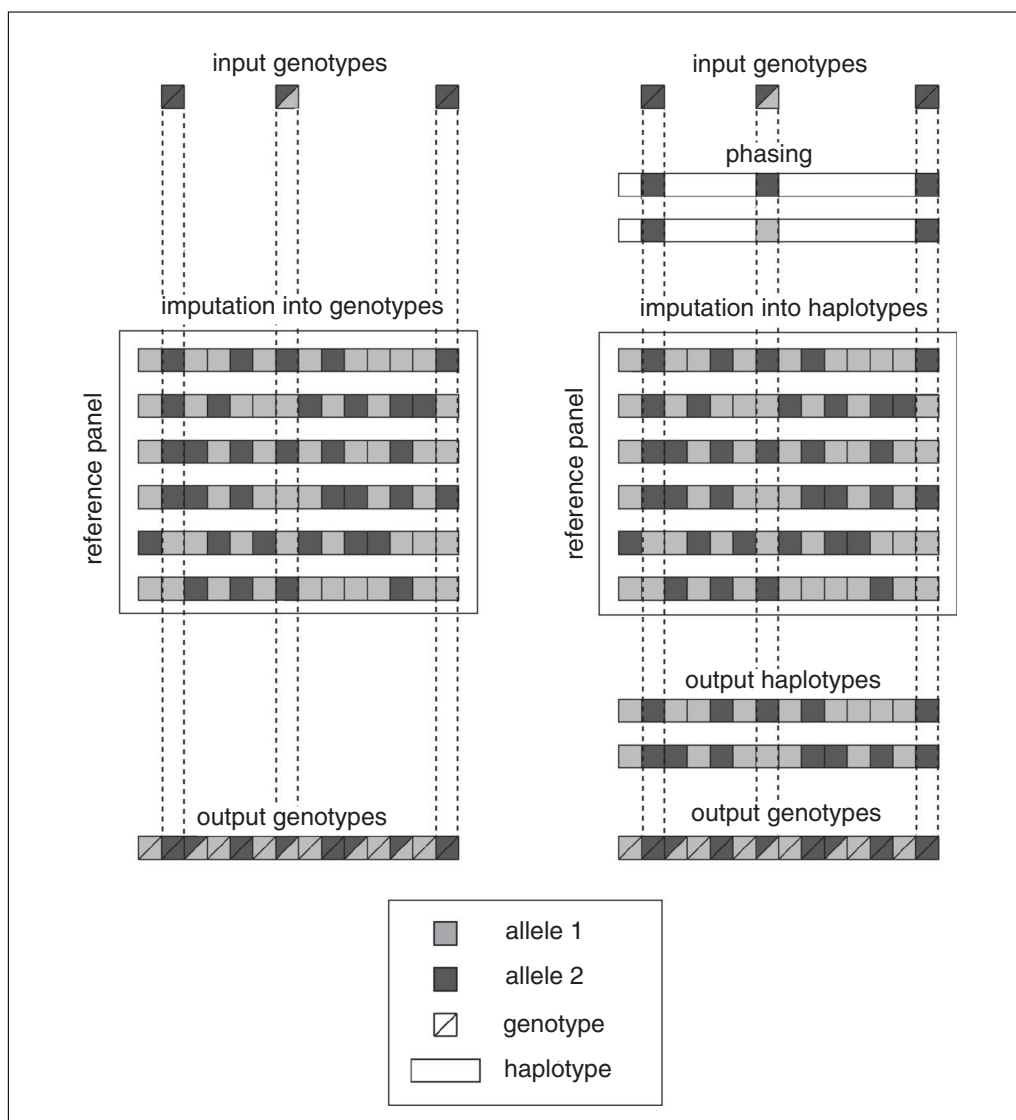 input genotypes
imputation into genotypes
reference panel
output genotypes
input genotypes
phasing
imputation into haplotypes
reference panel
output haplotypes
output genotypes
allele 1
allele 2
genotype
haplotype